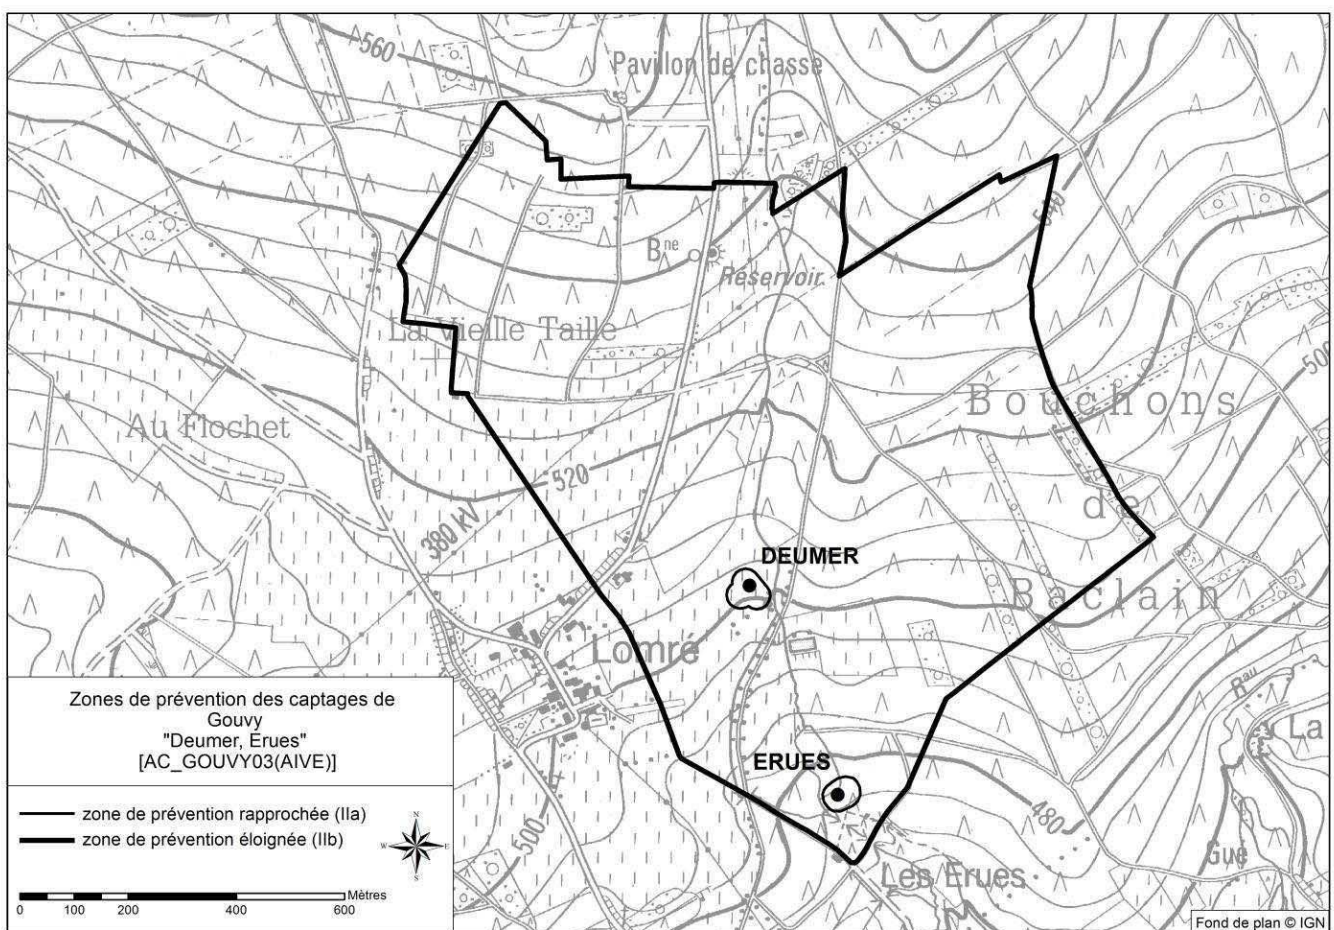 560
Pavillon de chasse
540
Bne
Réservoir
La Vieille Taille
500
Bouchons
Au Flochet
520
380 kV
de
DEUMER
Baclain
Lomré
Rau
La
ERUES
480
500
Gué
Les Erues
Zones de prévention des captages de
Gouvy
"Deumer, Erues"
[AC_GOUVY03(AIVE)]
zone de prévention rapprochée (IIa)
zone de prévention éloignée (IIb)
N
W
E
S
Mètres
0 100 200 400 600
Fond de plan © IGN